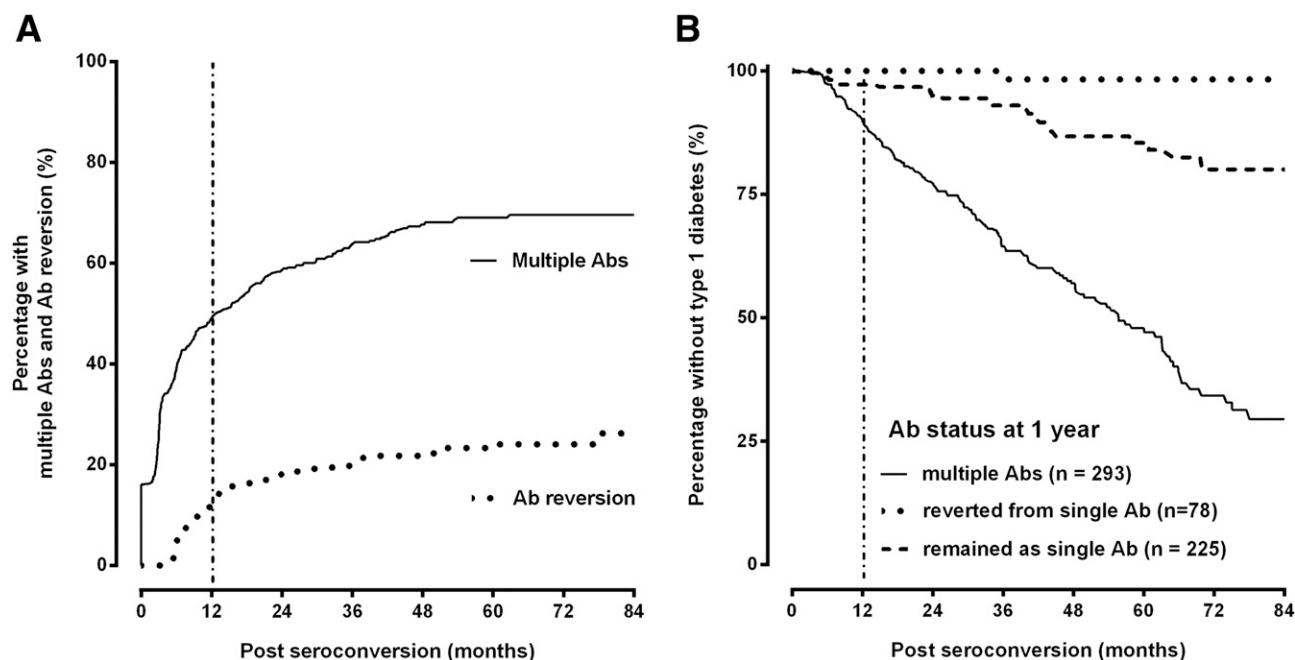 A
Percentage with
multiple Abs and Ab reversion (%)
100
80
60
40
20
0
Multiple Abs
Ab reversion
0 12 24 36 48 60 72 84
Post seroconversion (months)
B
Percentage without type 1 diabetes (%)
100
75
50
25
0
Ab status at 1 year
multiple Abs (n = 293)
reverted from single Ab (n=78)
remained as single Ab (n = 225)
0 12 24 36 48 60 72 84
Post seroconversion (months)